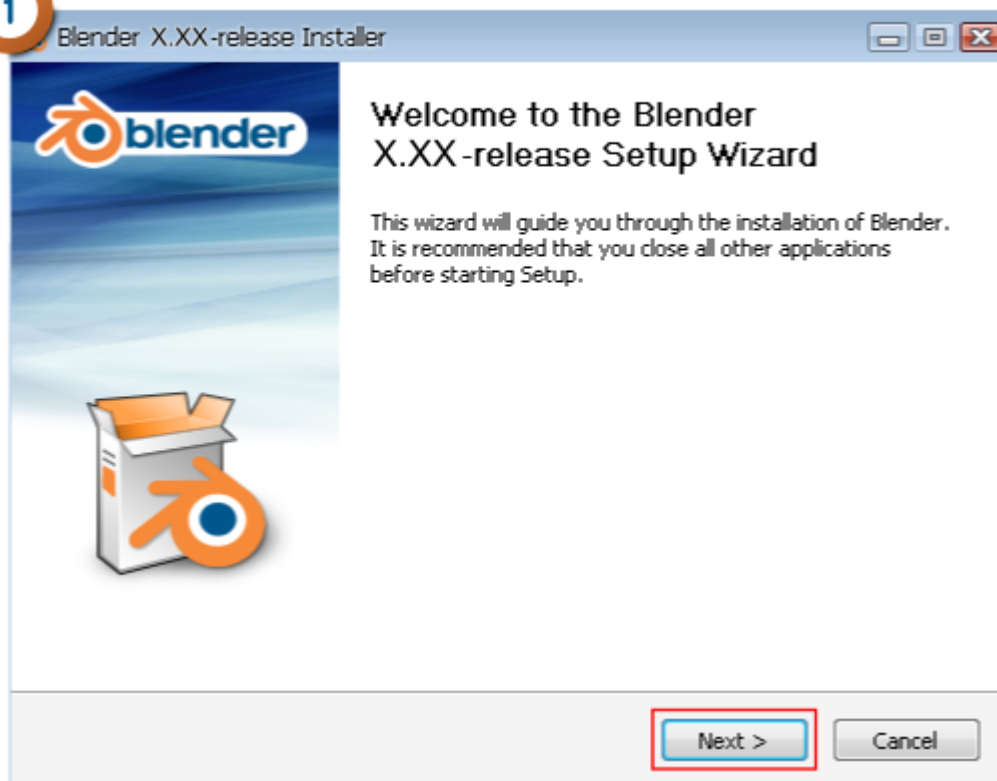 1
Blender X.XX-release Installer
blender
Welcome to the Blender
X.XX-release Setup Wizard
This wizard will guide you through the installation of Blender.
It is recommended that you close all other applications
before starting Setup.
Next >
Cancel